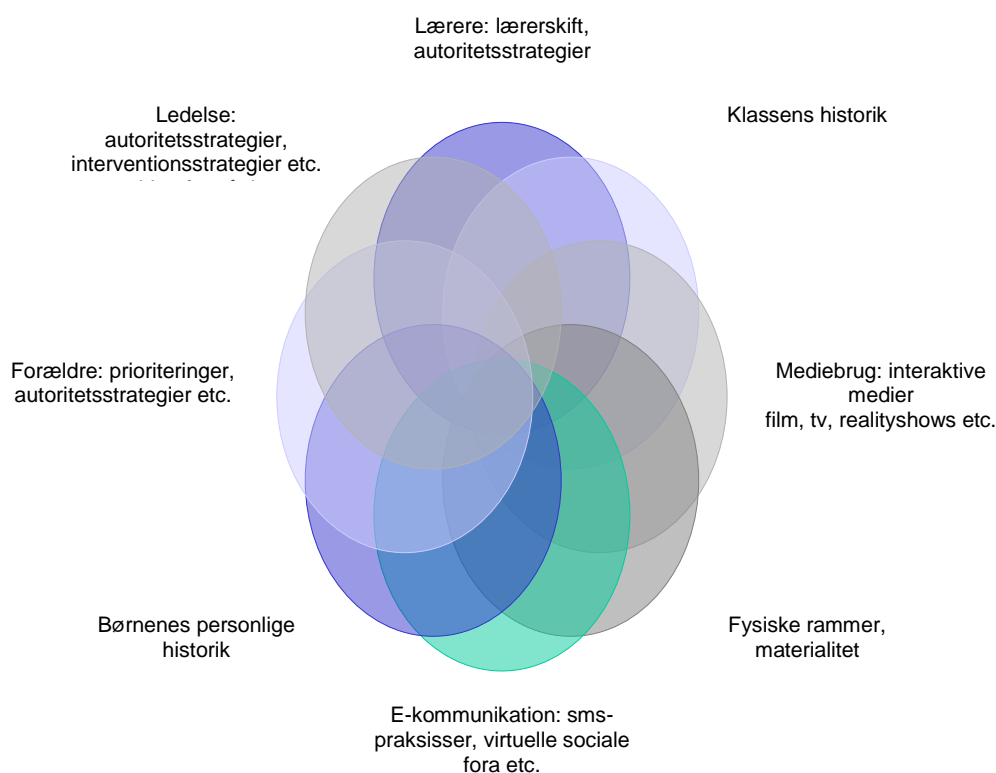 Lærere: lærerskift,
autoritetsstrategier
Ledelse:
autoritetsstrategier,
interventionsstrategier etc.
Klassens historik
Forældre: prioriteringer,
autoritetsstrategier etc.
Mediebrug: interaktive
medier
film, tv, realityshows etc.
Børnenes personlige
historik
Fysiske rammer,
materialitet
E-kommunikation: sms-
praksisser, virtuelle sociale
fora etc.